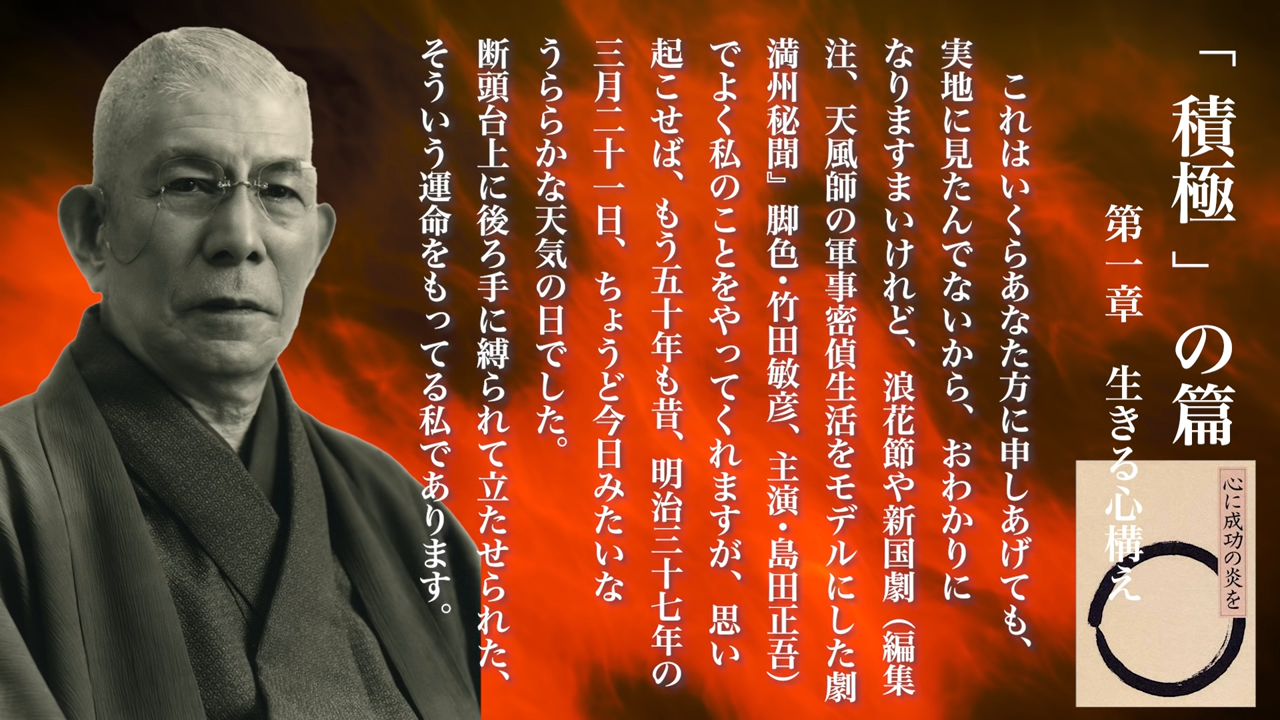 「積極」の篇
第一章　生きる心構え
これはいくらあなた方に申しあげても、
実地に見たんでないから、おわかりに
なりますまいけれど、浪花節や新国劇（編集
注、天風師の軍事密偵生活をモデルにした劇
満州秘聞』脚色・竹田敏彦、主演・島田正吾）
でよく私のことをやってくれますが、思い
起こせば、もう五十年も昔、明治三十七年の
三月二十一日、ちょうど今日みたいな
うららかな天気の日でした。
断頭台上に後ろ手に縛られて立たせられた、
そういう運命をもってる私であります。
心に成功の炎を